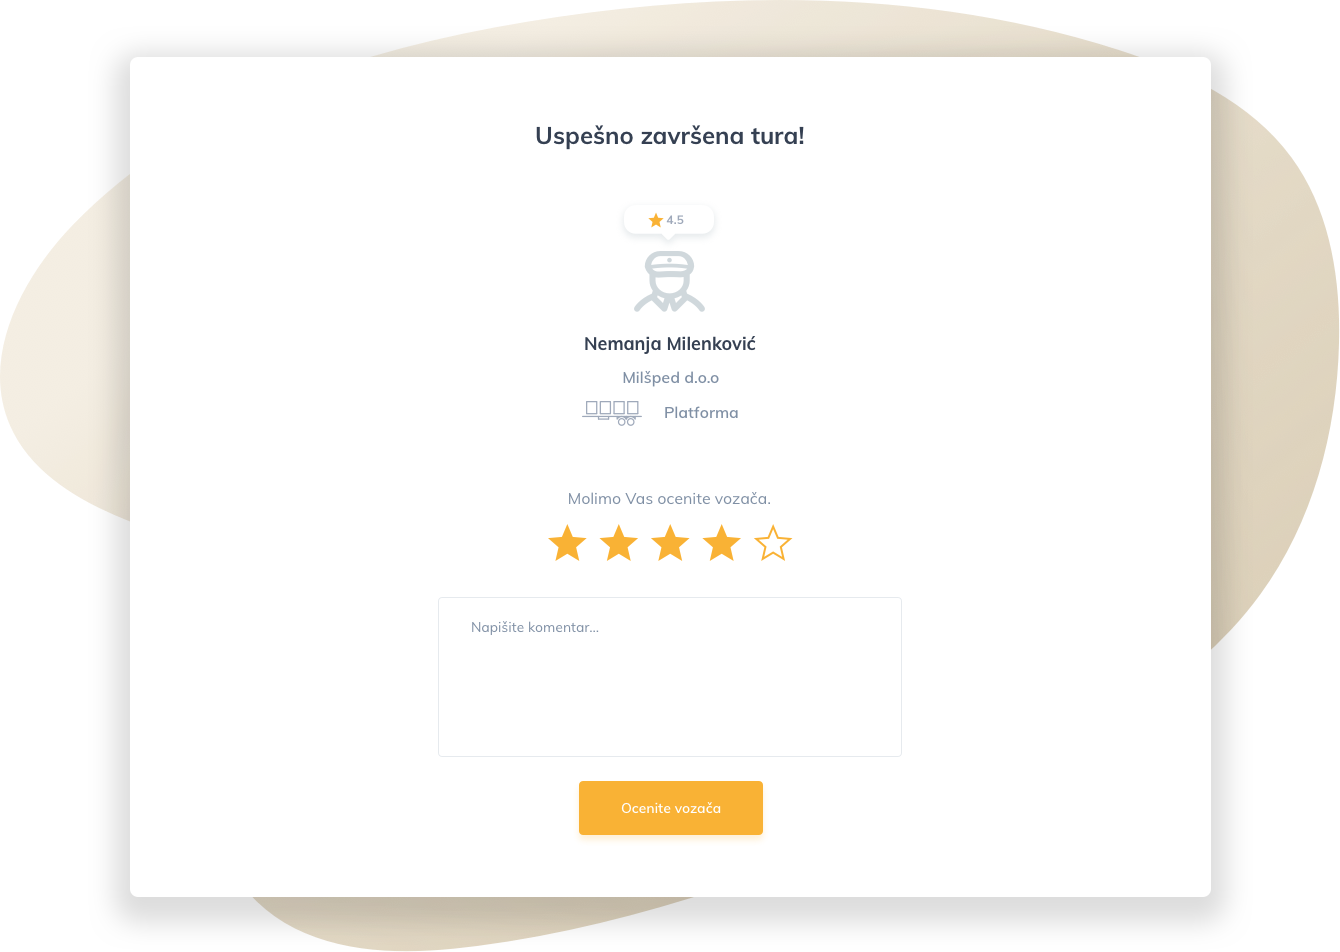 Uspešno završena tura!
4.5
Nemanja Milenković
Milšped d.o.o
Platforma
Molimo Vas ocenite vozača.
Napišite komentar...
Ocenite vozača